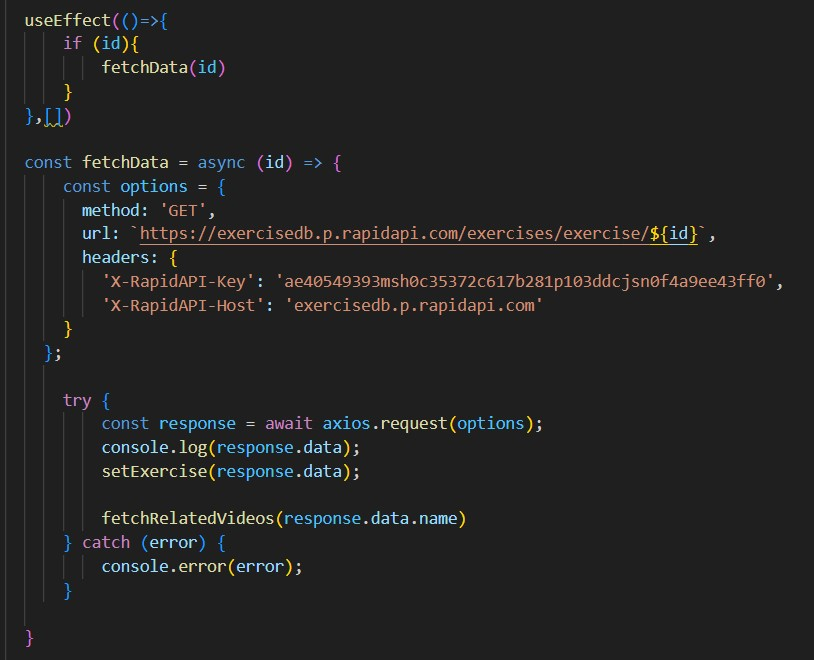 useEffect(()=>{
if (id){
fetchData(id)
}
},[])
const fetchData = async (id) => {
const options = {
method: 'GET',
url: `https://exercisedb.p.rapidapi.com/exercises/exercise/${id}`,
headers: {
'X-RapidAPI-Key': 'ae40549393msh0c35372c617b281p103ddcjsn0f4a9ee43ff0',
'X-RapidAPI-Host': 'exercisedb.p.rapidapi.com'
}
};
try {
const response = await axios.request(options);
console.log(response.data);
setExercise(response.data);
fetchRelatedVideos(response.data.name)
} catch (error) {
console.error(error);
}
}